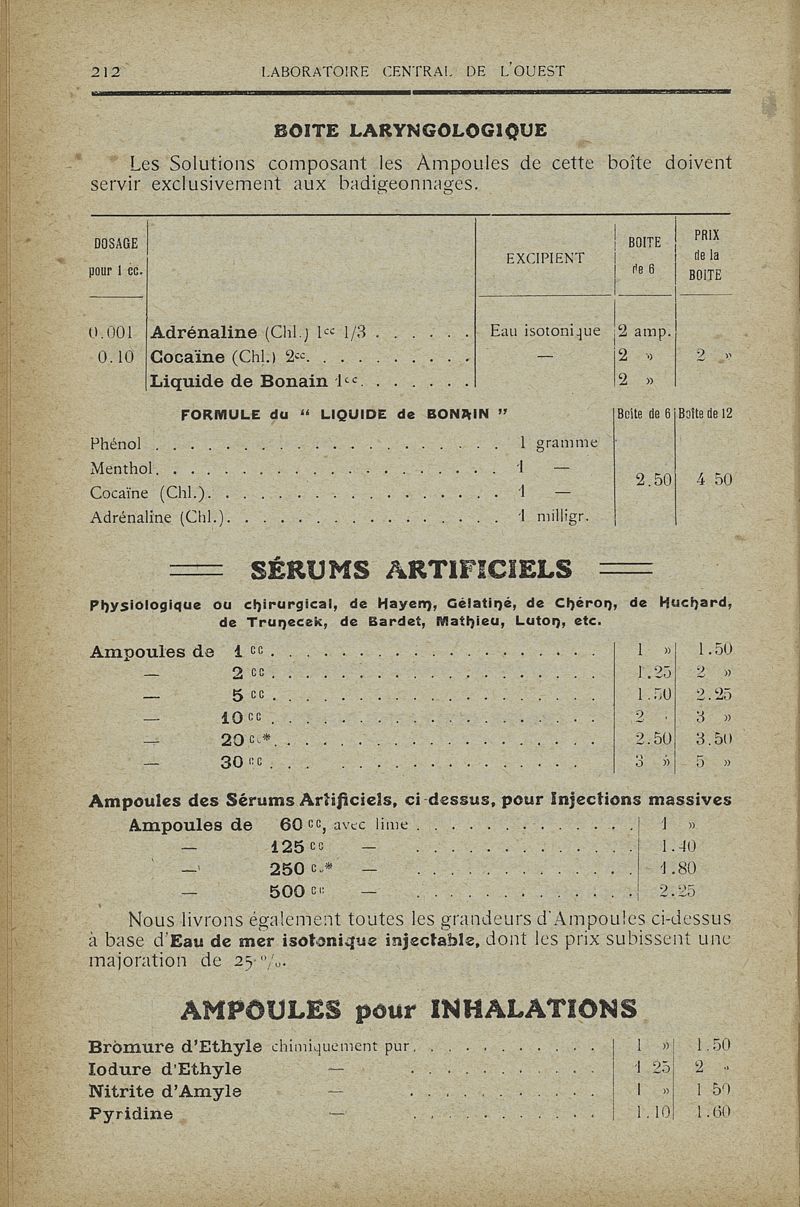 212 LABORATOIRE CENTRAL DE L'OUEST
BOITE LARYNGOLOGIQUE
Les Solutions composant les Ampoules de cette boîte doivent
servir exclusivement aux badigeonnages.
DOSAGE pour 1 cc. EXCIPIENT BOITE de 6 PRIX de la BOITE
0.001 Adrénaline (Chl.) 1cc 1/3 . . . . . . Eau isotonique 2 amp.
0.10 Cocaïne (Chl.) 2cc. . . . . . . . . . — 2 » 2 »
Liquide de Bonain 1cc. . . . . . . 2 »
FORMULE du “ LIQUIDE de BONAIN ” Boîte de 6 Boîte de 12
Phénol . . . . . . . . . . . . . . . . . . . . 1 gramme
Menthol. . . . . . . . . . . . . . . . . . . . 1 —
2.50 4 50
Cocaïne (Chl.). . . . . . . . . . . . . . . . . 1 —
Adrénaline (Chl.). . . . . . . . . . . . . . . . 1 milligr.
SÉRUMS ARTIFICIELS
Physiologique ou chirurgical, de Hayem, Gélatiné, de Chéron, de Huchard,
de Trunecek, de Bardet, Mathieu, Luton, etc.
Ampoules de 1 cc . . . . . . . . . . . . . . . . . . 1 » 1.50
— 2 cc . . . . . . . . . . . . . . . . . . 1.25 2 »
— 5 cc . . . . . . . . . . . . . . . . . . 1.50 2.25
— 10 cc . . . . . . . . . . . . . . . . . . 2 · 3 »
— 20 cc*. . . . . . . . . . . . . . . . . . 2.50 3.50
— 30 cc . . . . . . . . . . . . . . . . . 3 » 5 »
Ampoules des Sérums Artificiels, ci-dessus, pour Injections massives
Ampoules de 60 cc, avec lime . . . . . . . . . . . . . 1 »
— 125 cc — . . . . . . . . . . . . . 1.40
— 250 cc* — . . . . . . . . . . . . . 1.80
— 500 cc — . . . . . . . . . . . . . 2.25
Nous livrons également toutes les grandeurs d'Ampoules ci-dessus
à base d'Eau de mer isotonique injectable, dont les prix subissent une
majoration de 25 %.
AMPOULES pour INHALATIONS
Bromure d'Ethyle chimiquement pur. . . . . . . . . . . 1 » 1.50
Iodure d'Ethyle — . . . . . . . . . . . 1 25 2 »
Nitrite d'Amyle — . . . . . . . . . . . 1 » 1 50
Pyridine — . . . . . . . . . . . 1.10 1.60